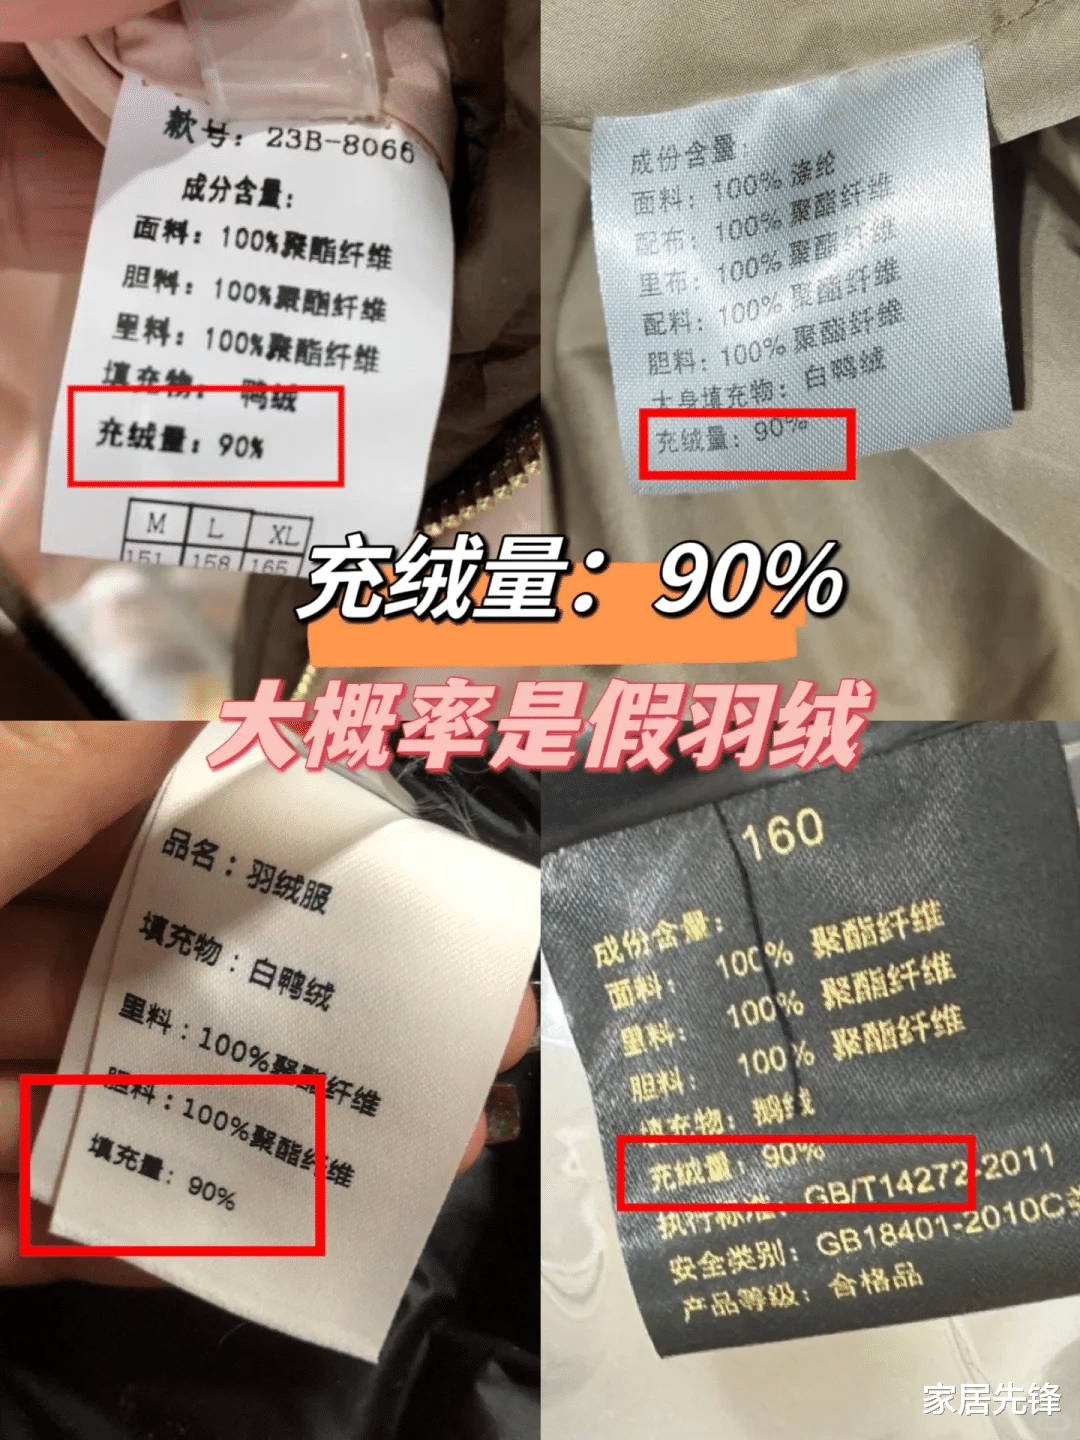 款号：23B-8066
成分含量：
面料：100%聚酯纤维
胆料：100%聚酯纤维
里料：100%聚酯纤维
填充物：鸭绒
充绒量：90%
M L XL
151 158 165
成份含量：
面料：100% 涤纶
配布：100% 聚酯纤维
里布：100% 聚酯纤维
配料：100% 聚酯纤维
胆料：100% 聚酯纤维
大身填充物：白鸭绒
充绒量：90%
充绒量：90%
大概率是假羽绒
品名：羽绒服
填充物：白鸭绒
里料：100%聚酯纤维
胆料：100%聚酯纤维
填充量：90%
160
成份含量：
面料：100% 聚酯纤维
里料：100% 聚酯纤维
胆料：100% 聚酯纤维
填充物：鹅绒
充绒量：90%
执行标准：GB/T14272-2011
安全类别：GB18401-2010C类
产品等级：合格品
家居先锋